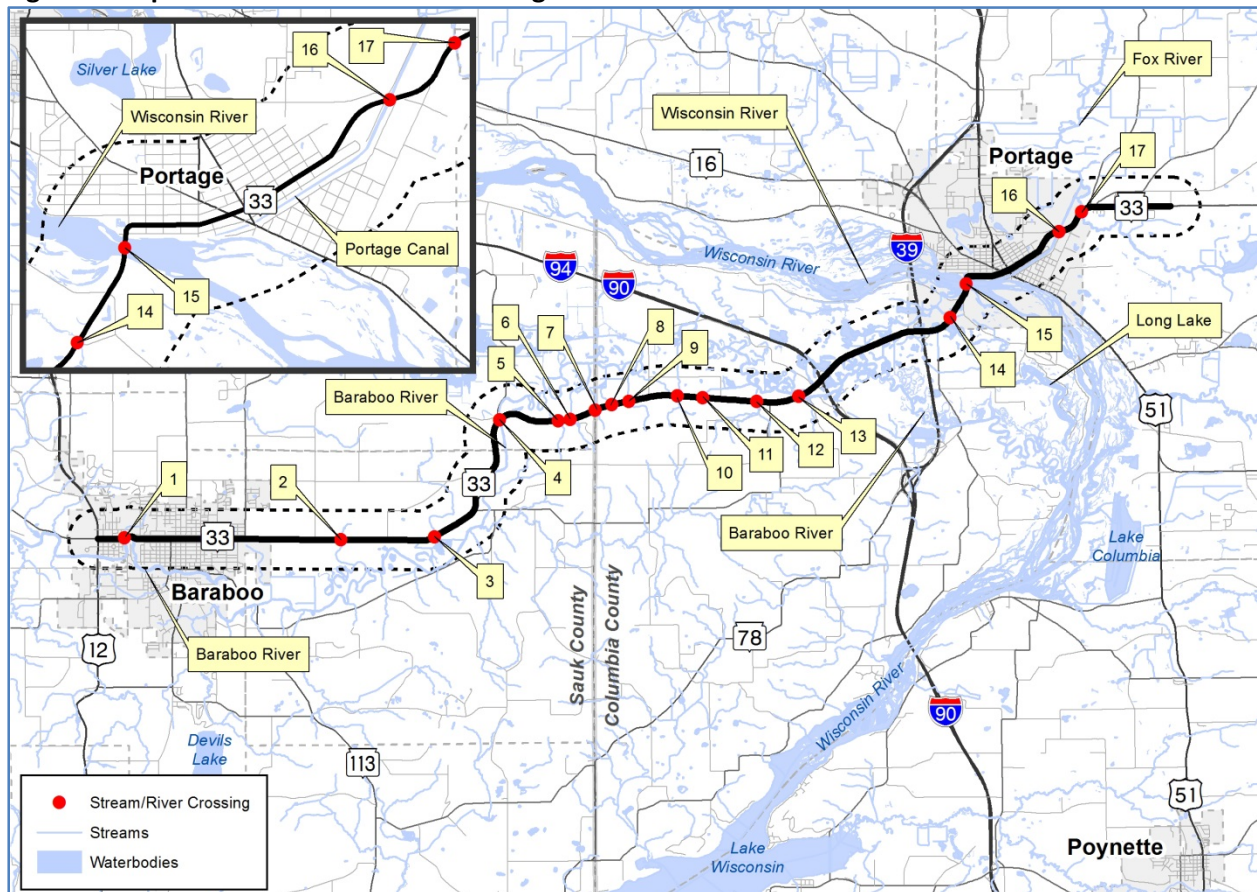 16
17
Silver Lake
Wisconsin River
Portage
33
Portage Canal
15
14
Fox River
Wisconsin River
16
Portage
17
16
33
39
Wisconsin River
94
90
15
Long Lake
14
6
7
8
5
9
Baraboo River
51
13
12
11
10
4
1
2
33
33
3
Baraboo River
Lake
Columbia
Baraboo
Sauk County
Columbia County
78
12
Baraboo River
Wisconsin River
90
Devils
Lake
113
51
Stream/River Crossing
Streams
Waterbodies
Lake
Wisconsin
Poynette